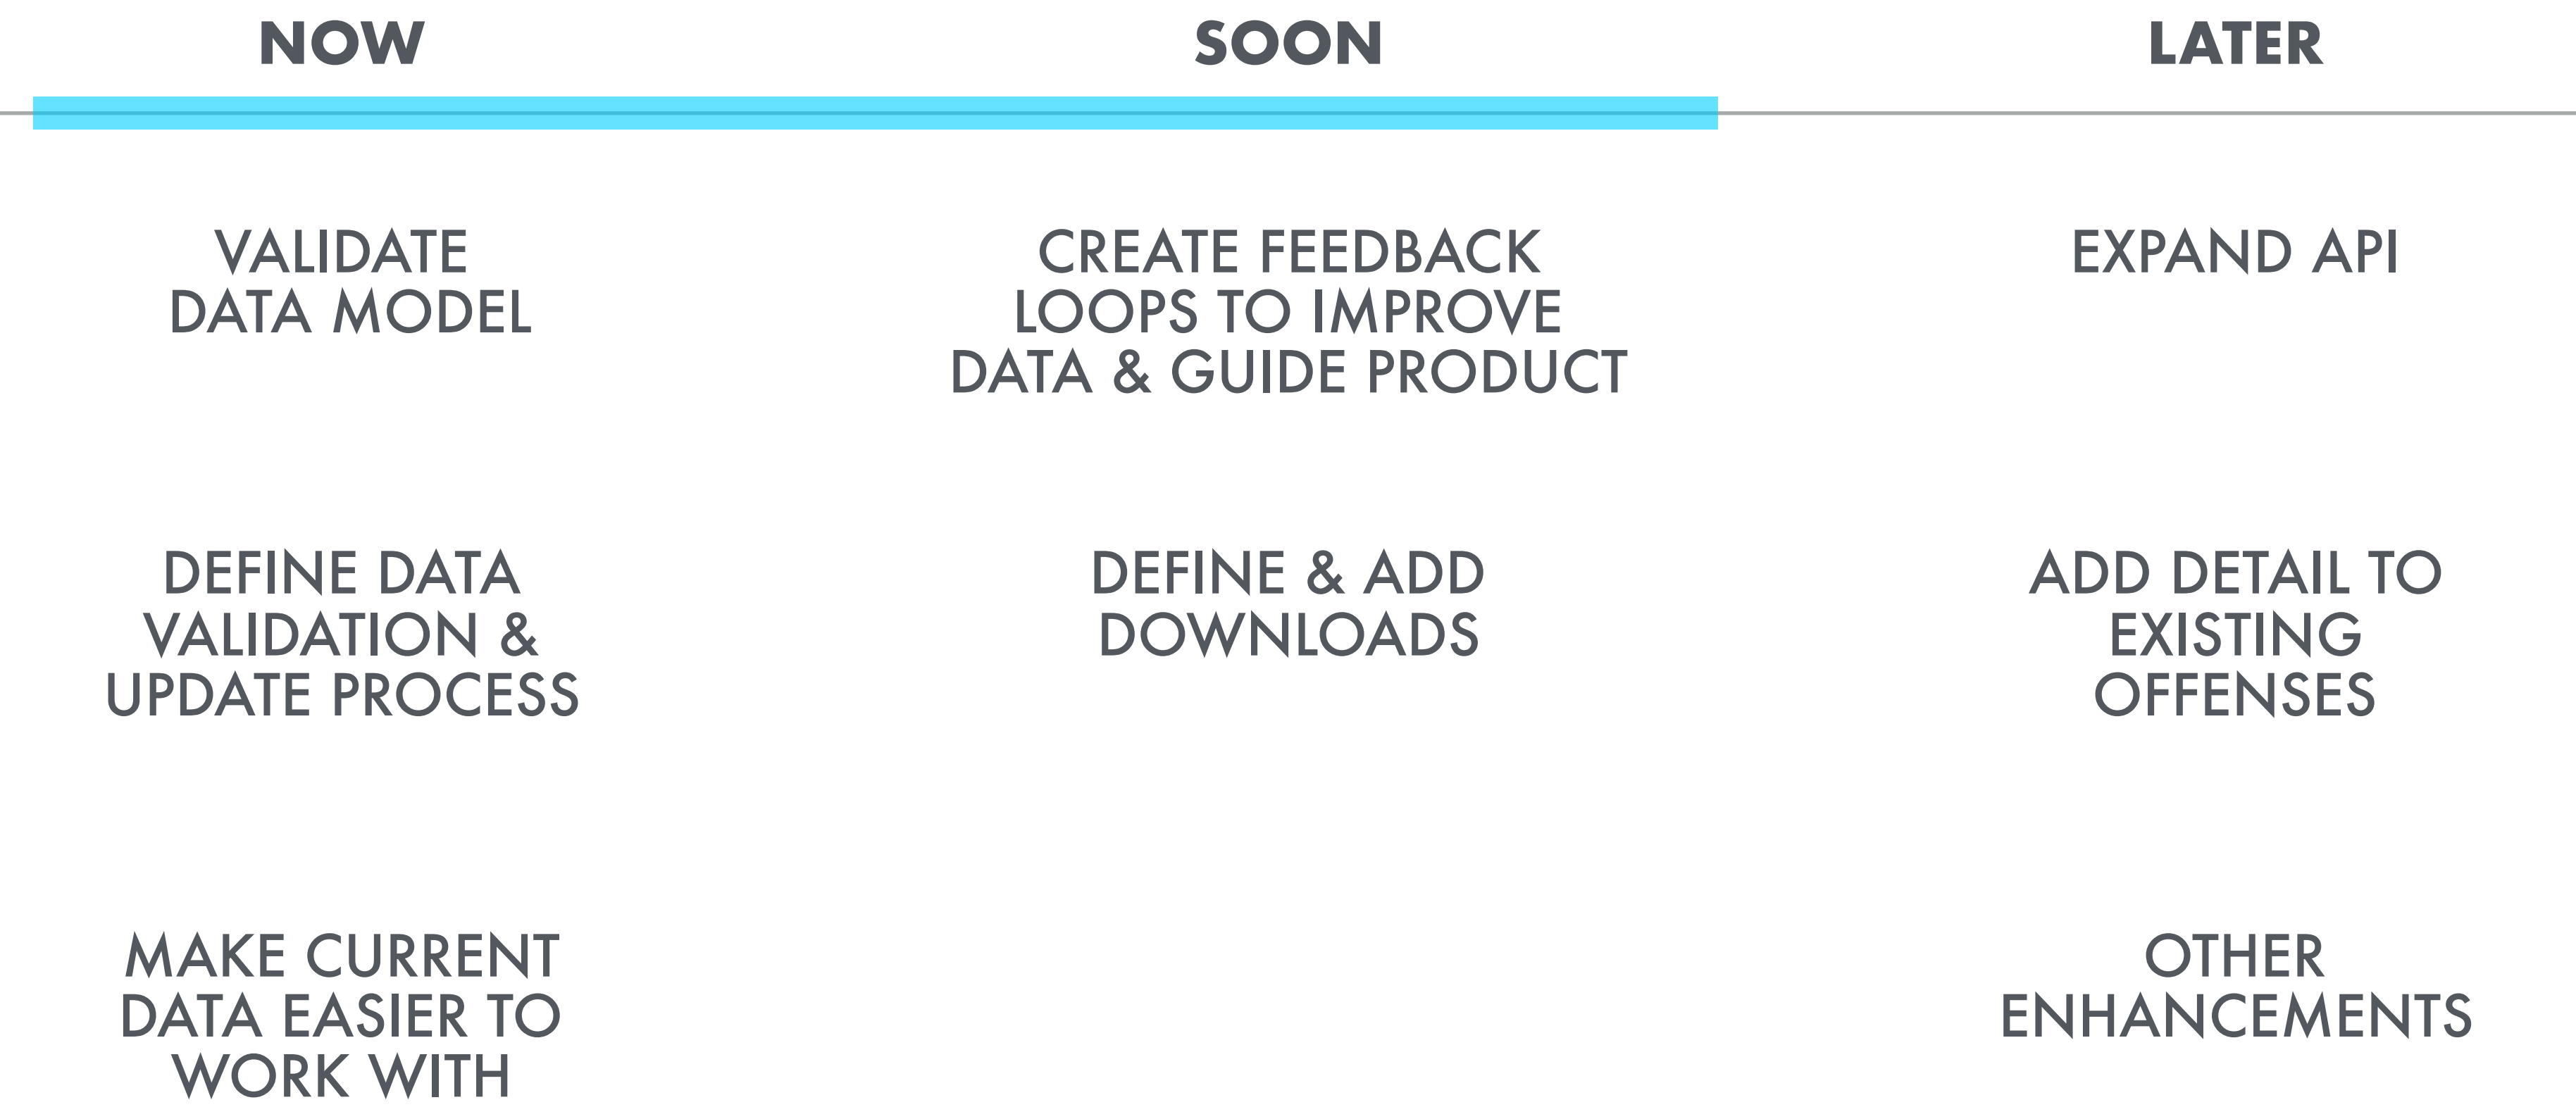 NOW
SOON
LATER
VALIDATE
DATA MODEL
CREATE FEEDBACK
LOOPS TO IMPROVE
DATA & GUIDE PRODUCT
EXPAND API
DEFINE DATA
VALIDATION &
UPDATE PROCESS
DEFINE & ADD
DOWNLOADS
ADD DETAIL TO
EXISTING
OFFENSES
MAKE CURRENT
DATA EASIER TO
WORK WITH
OTHER
ENHANCEMENTS